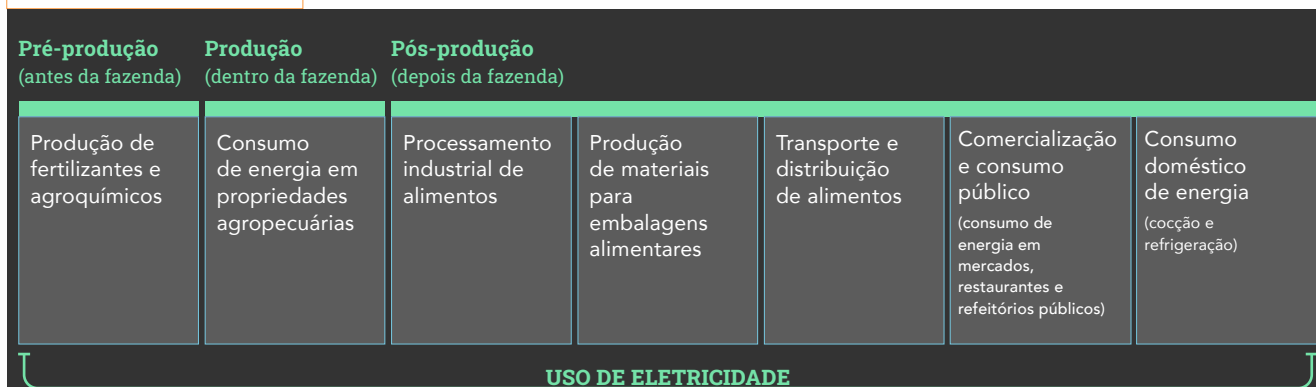 Pré-produção
(antes da fazenda)
Produção
(dentro da fazenda)
Pós-produção
(depois da fazenda)
Produção de
fertilizantes e
agroquímicos
Consumo
de energia em
propriedades
agropecuárias
Processamento
industrial de
alimentos
Produção
de materiais
para
embalagens
alimentares
Transporte e
distribuição
de alimentos
Comercialização
e consumo
público
(consumo de
energia em
mercados,
restaurantes e
refeitórios públicos)
Consumo
doméstico
de energia
(cocção e
refrigeração)
USO DE ELETRICIDADE